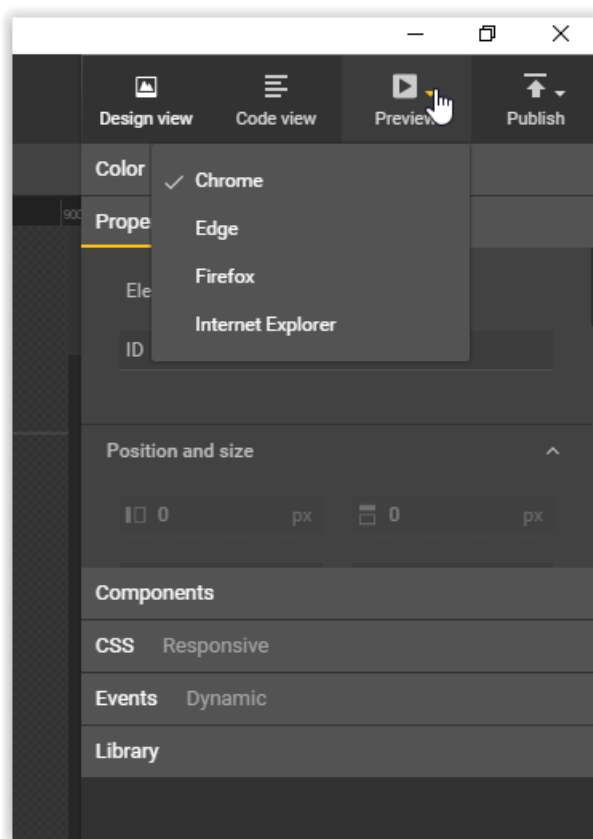 Design view
Code view
Preview
Publish
Color
Chrome
900
Prope
Edge
Ele
Firefox
Internet Explorer
ID
Position and size
0 px
0 px
Components
CSS Responsive
Events Dynamic
Library